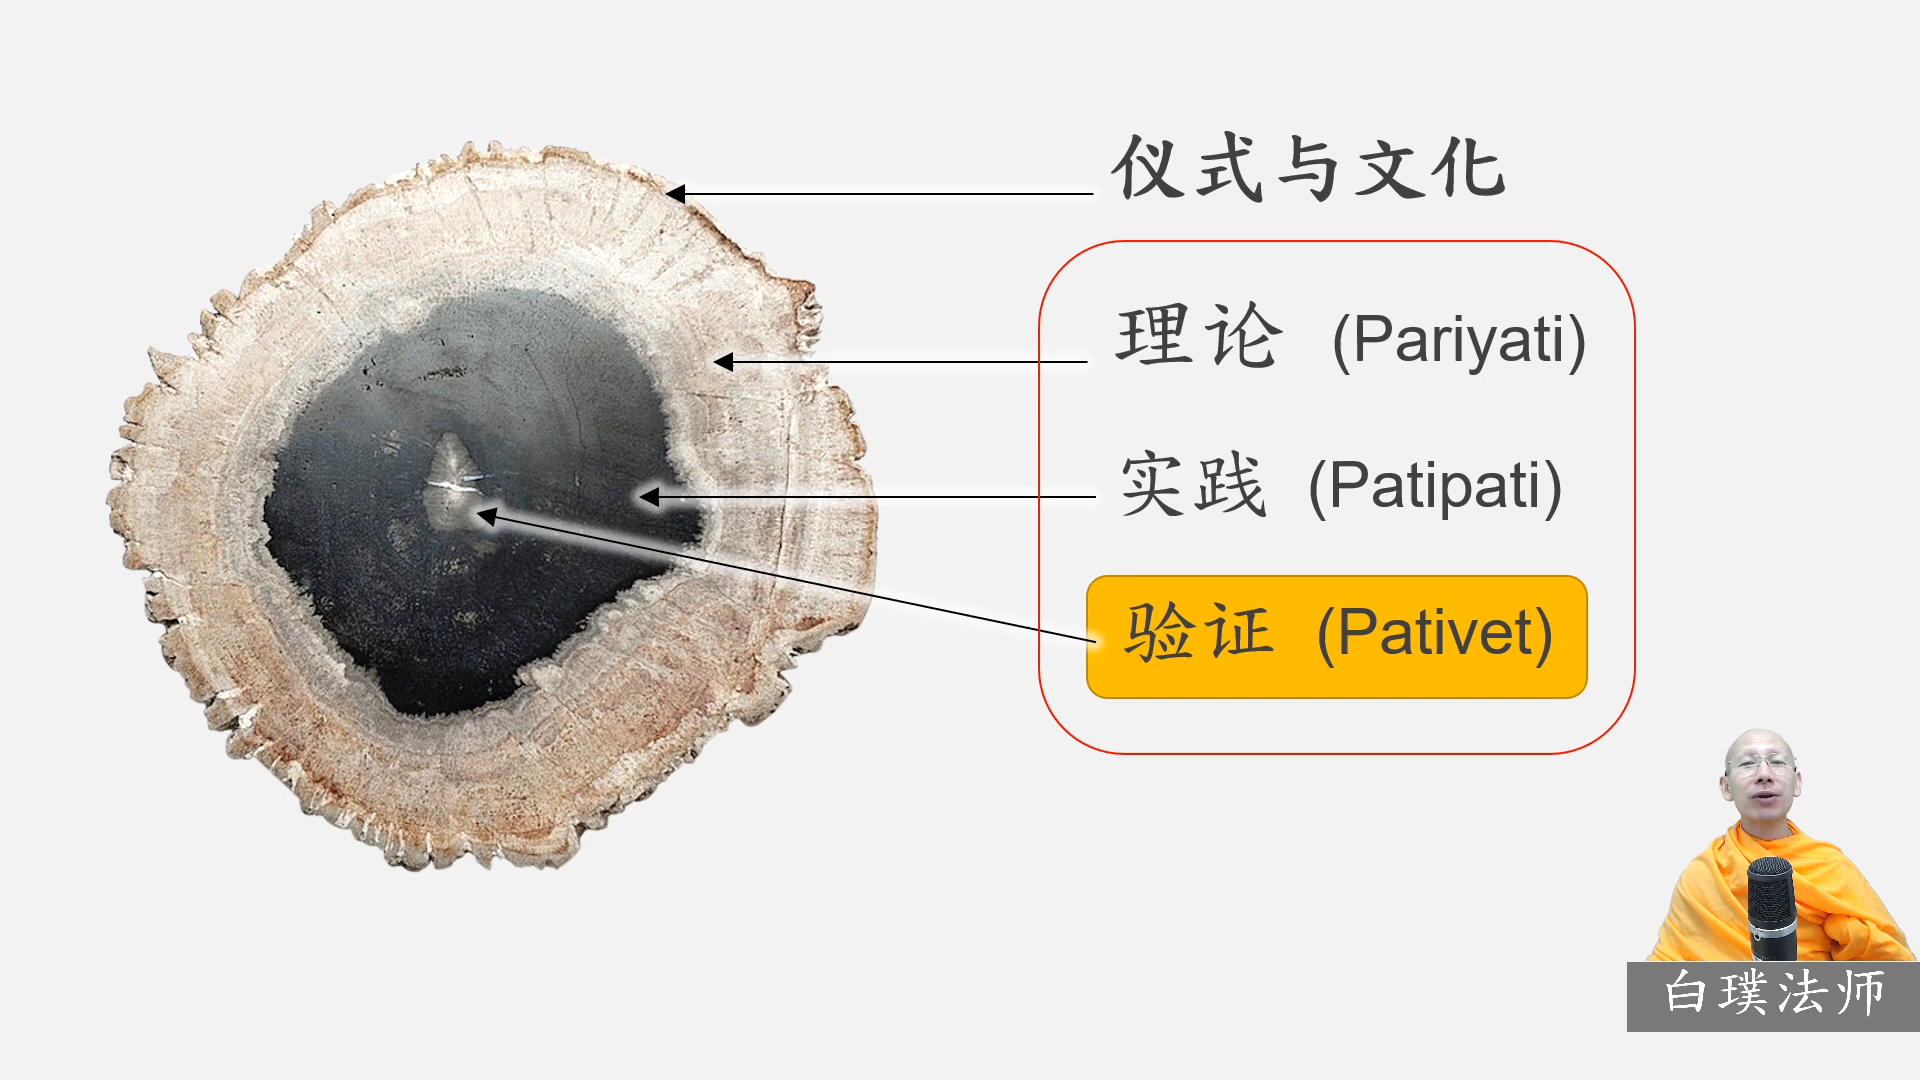 仪式与文化
理论 (Pariyati)
实践 (Patipati)
验证 (Pativet)
白璞法师